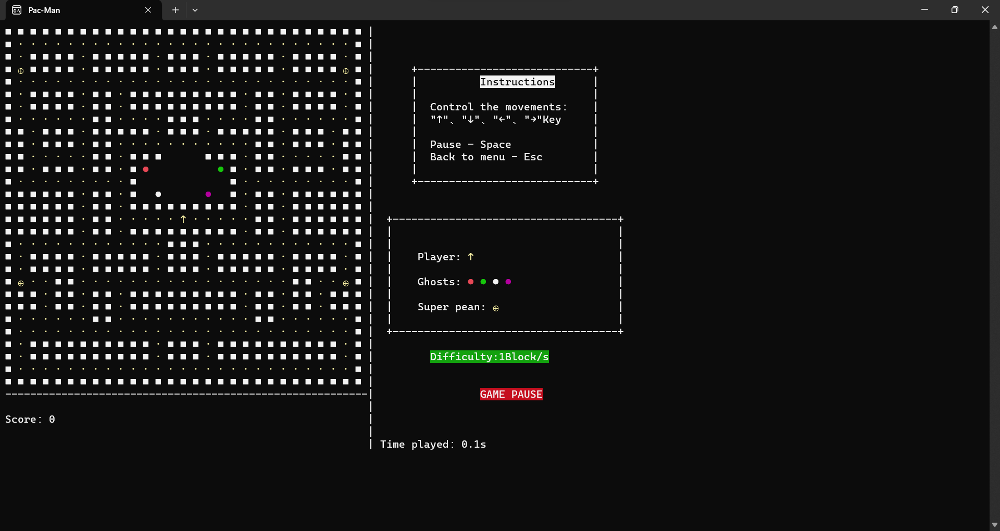 Pac-Man
Instructions
Control the movements:
"↑"、"↓"、"←"、"→"Key
Pause - Space
Back to menu - Esc
Player: ↑
Ghosts: ● ● ● ●
Super pean: ⊕
Difficulty:1Block/s
GAME PAUSE
Score: 0
Time played: 0.1s